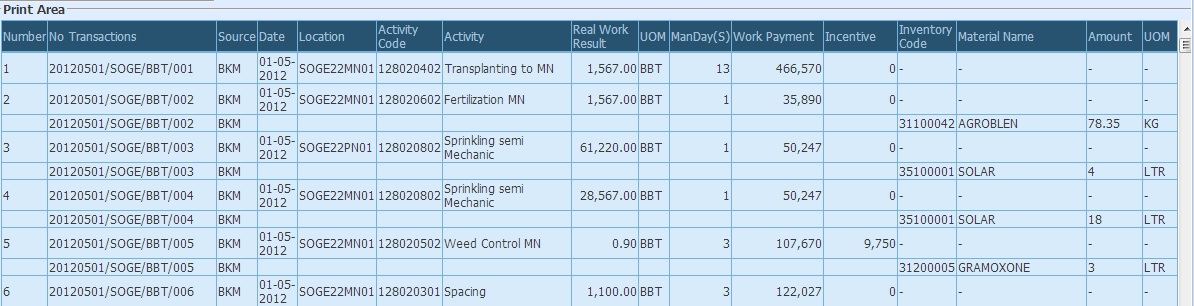 Print Area
Number No Transactions Source Date Location Activity Code Activity Real Work Result UOM ManDay(S) Work Payment Incentive Inventory Code Material Name Amount UOM
1 20120501/SOGE/BBT/001 BKM 01-05-2012 SOGE22MN01 128020402 Transplanting to MN 1,567.00 BBT 13 466,570 0 - - - -
2 20120501/SOGE/BBT/002 BKM 01-05-2012 SOGE22MN01 128020602 Fertilization MN 1,567.00 BBT 1 35,890 0 - - - -
20120501/SOGE/BBT/002 BKM 31100042 AGROBLEN 78.35 KG
3 20120501/SOGE/BBT/003 BKM 01-05-2012 SOGE22PN01 128020802 Sprinkling semi Mechanic 61,220.00 BBT 1 50,247 0 - - - -
20120501/SOGE/BBT/003 BKM 35100001 SOLAR 4 LTR
4 20120501/SOGE/BBT/004 BKM 01-05-2012 SOGE22MN01 128020802 Sprinkling semi Mechanic 28,567.00 BBT 1 50,247 0 - - - -
20120501/SOGE/BBT/004 BKM 35100001 SOLAR 18 LTR
5 20120501/SOGE/BBT/005 BKM 01-05-2012 SOGE22MN01 128020502 Weed Control MN 0.90 BBT 3 107,670 9,750 - - - -
20120501/SOGE/BBT/005 BKM 31200005 GRAMOXONE 3 LTR
6 20120501/SOGE/BBT/006 BKM 01-05-2012 SOGE22MN01 128020301 Spacing 1,100.00 BBT 3 122,027 0 - - - -